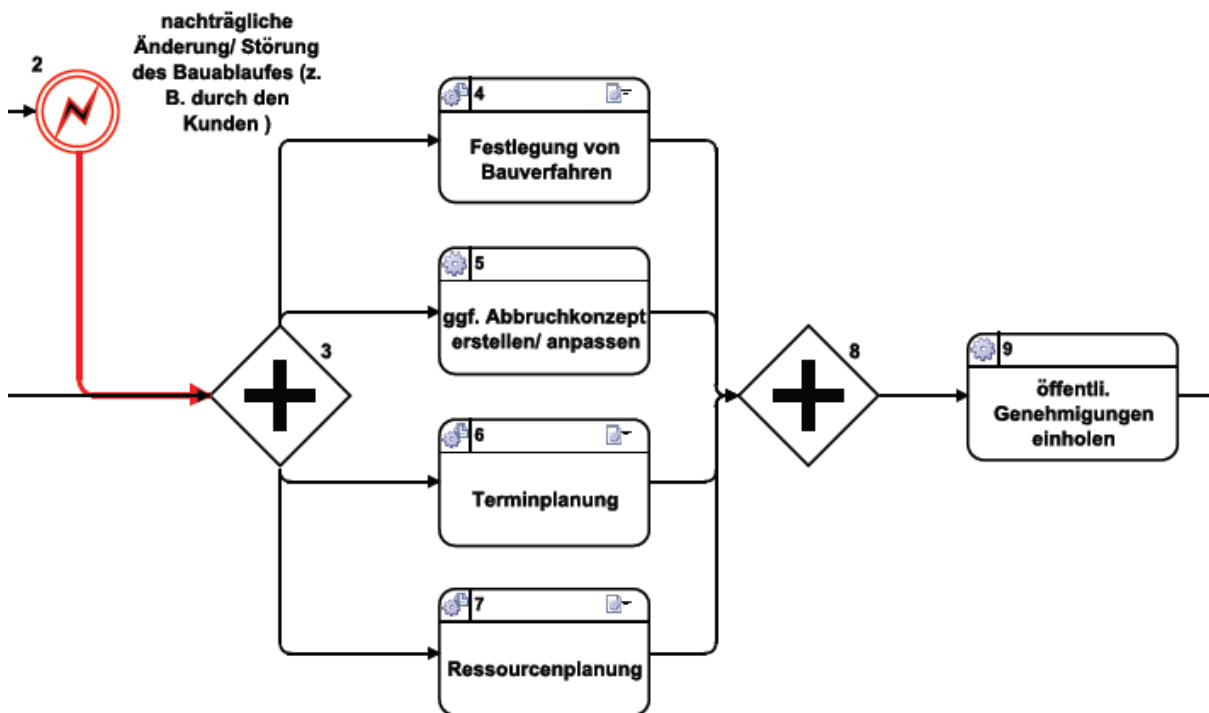 nachträgliche
Änderung/ Störung
des Bauablaufes (z.
B. durch den
Kunden )
2
3
4
Festlegung von
Bauverfahren
5
ggf. Abbruchkonzept
erstellen/ anpassen
6
Terminplanung
7
Ressourcenplanung
8
9
öffentli.
Genehmigungen
einholen